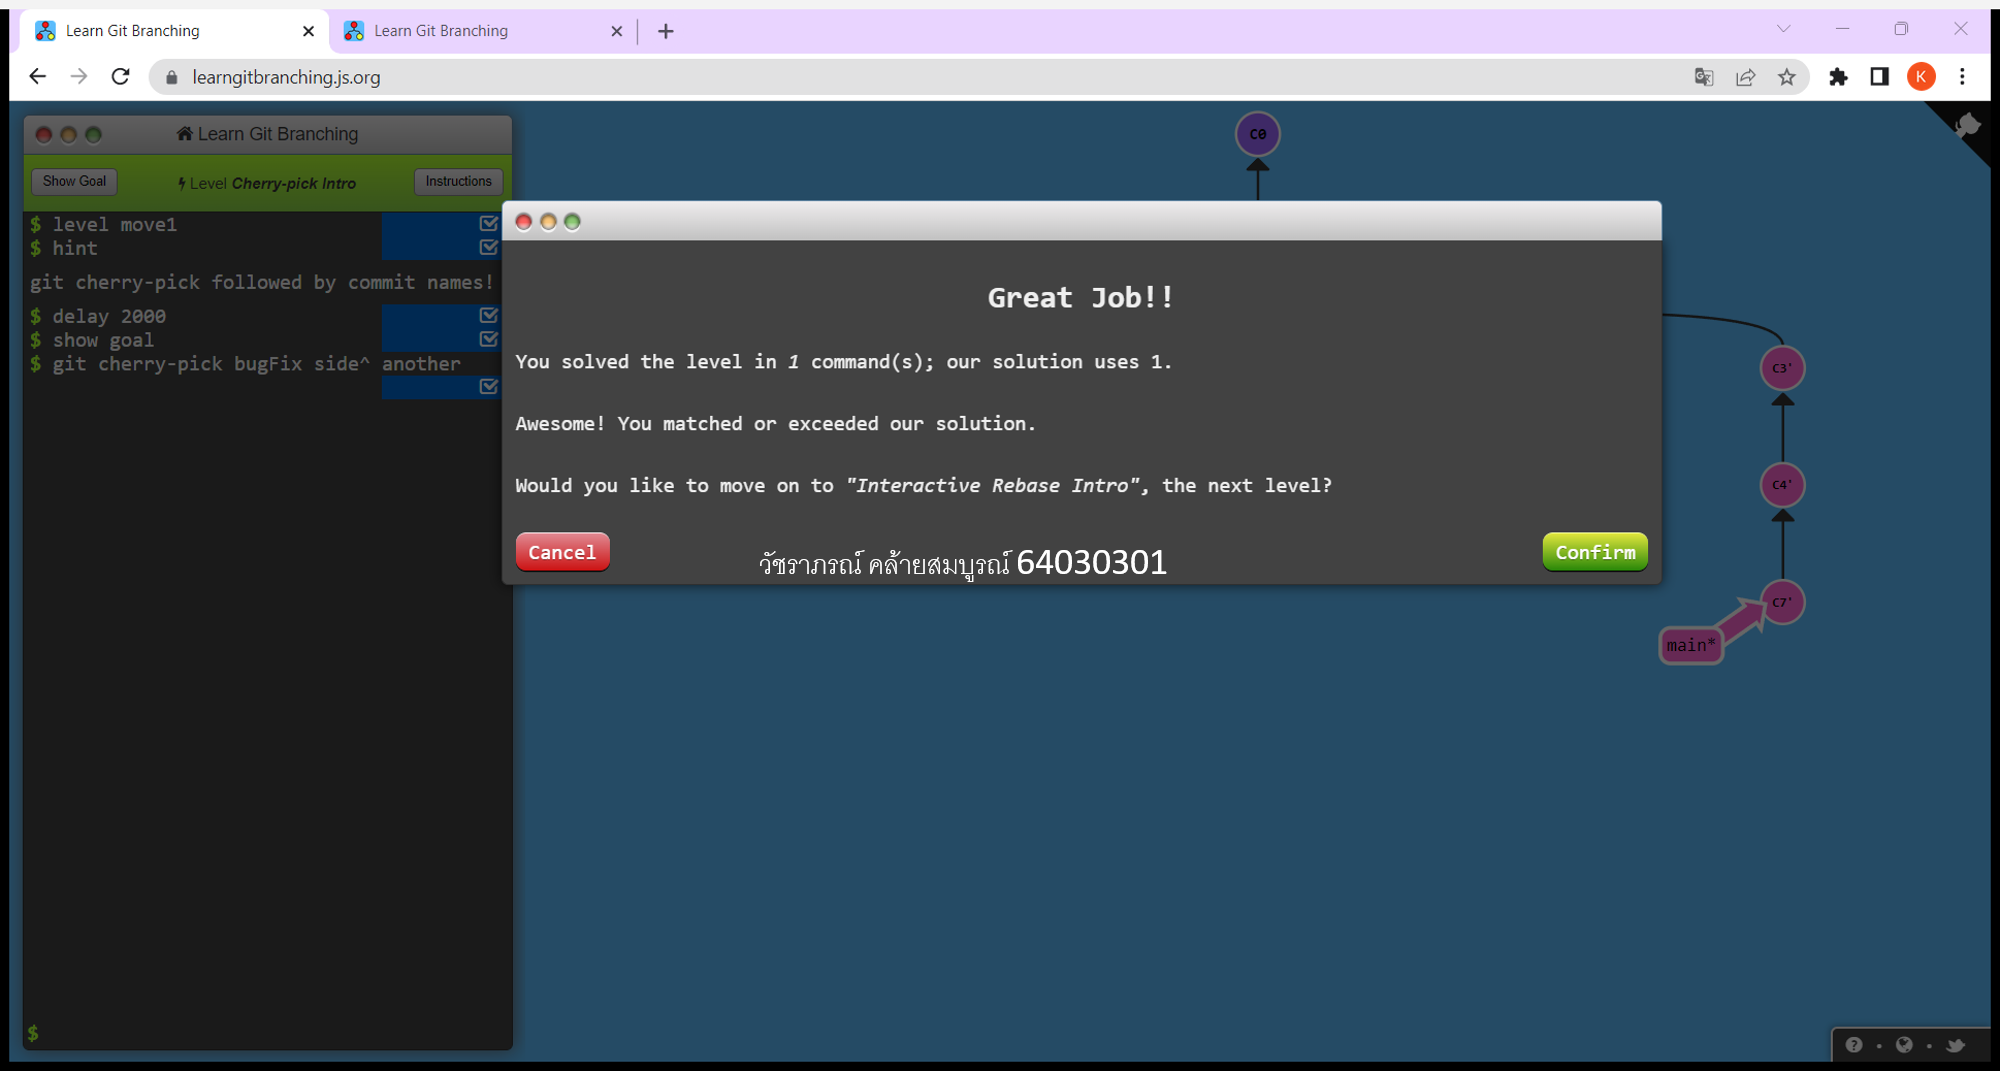 Learn Git Branching
Learn Git Branching
learngitbranching.js.org
K
Learn Git Branching
Show Goal
Level Cherry-pick Intro
Instructions
$ level move1
$ hint
git cherry-pick followed by commit names!
$ delay 2000
$ show goal
$ git cherry-pick bugFix side^ another
$
C0
Great Job!!
You solved the level in 1 command(s); our solution uses 1.
Awesome! You matched or exceeded our solution.
Would you like to move on to "Interactive Rebase Intro", the next level?
Cancel
วัชราภรณ์ คล้ายสมบูรณ์ 64030301
Confirm
C3'
C4'
C7'
main*